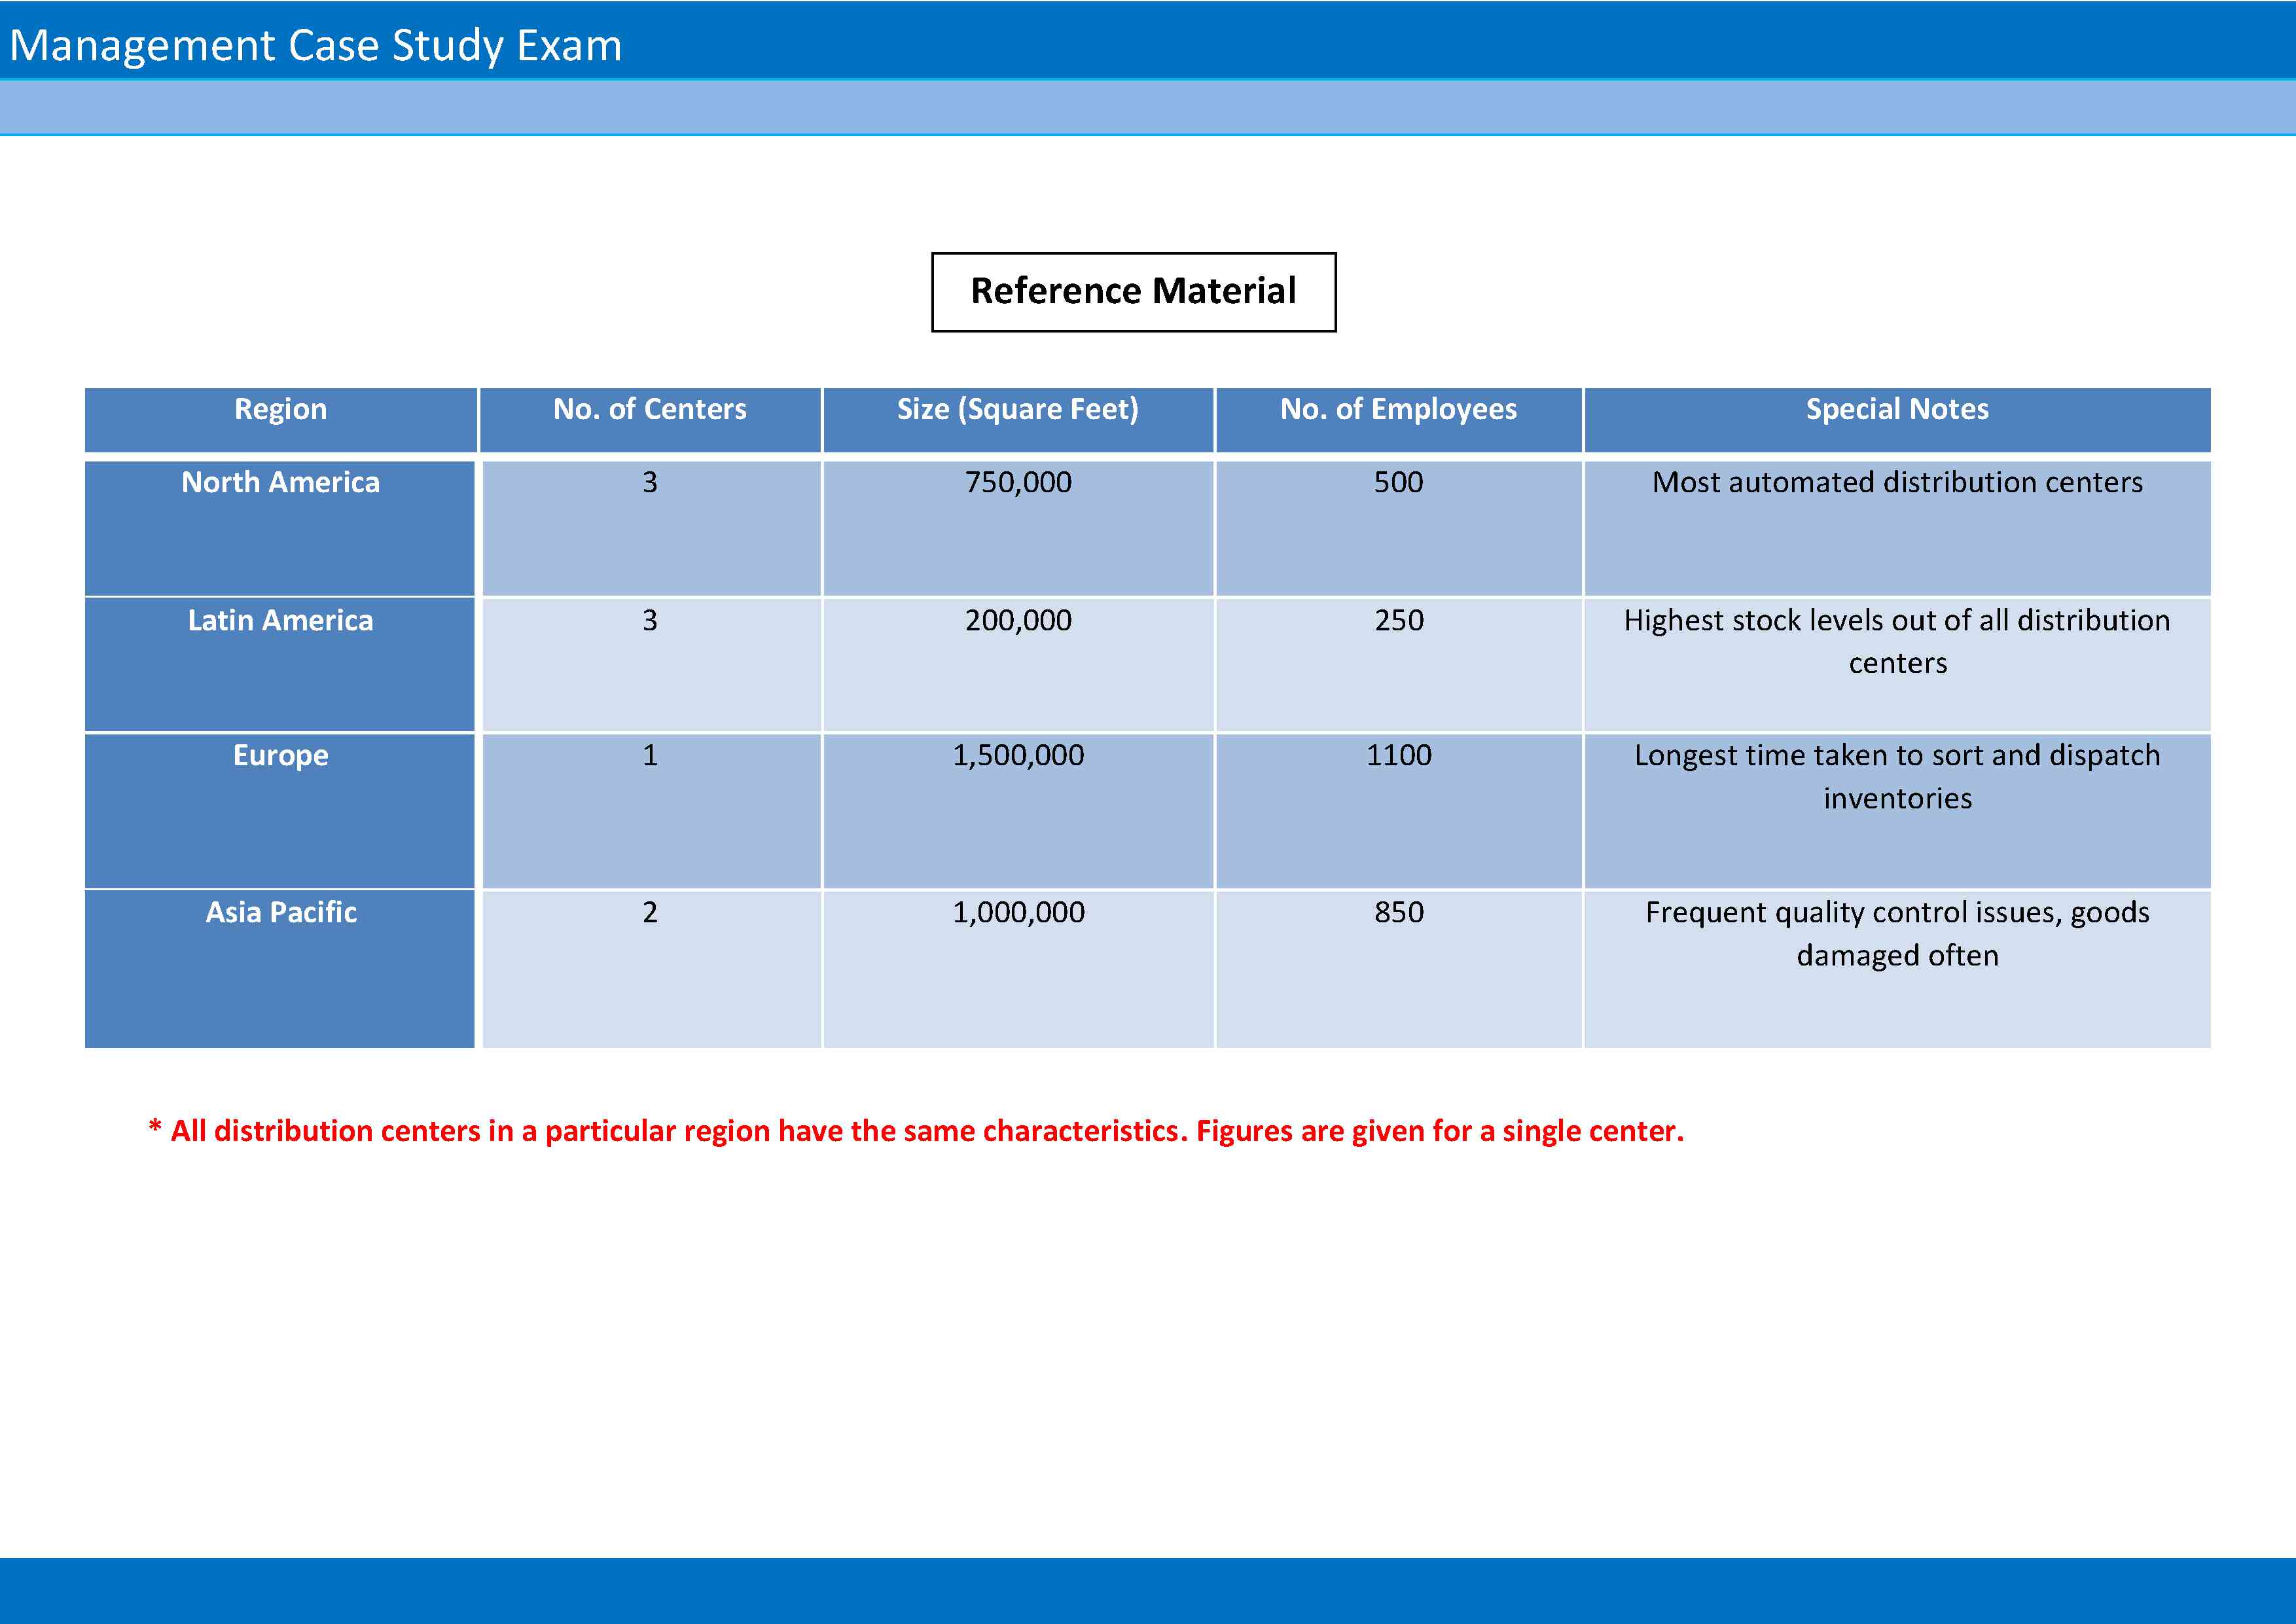 Management Case Study Exam
Reference Material
Region No. of Centers Size (Square Feet) No. of Employees Special Notes
North America 3 750,000 500 Most automated distribution centers
Latin America 3 200,000 250 Highest stock levels out of all distribution
centers
Europe 1 1,500,000 1100 Longest time taken to sort and dispatch
inventories
Asia Pacific 2 1,000,000 850 Frequent quality control issues, goods
damaged often
* All distribution centers in a particular region have the same characteristics. Figures are given for a single center.